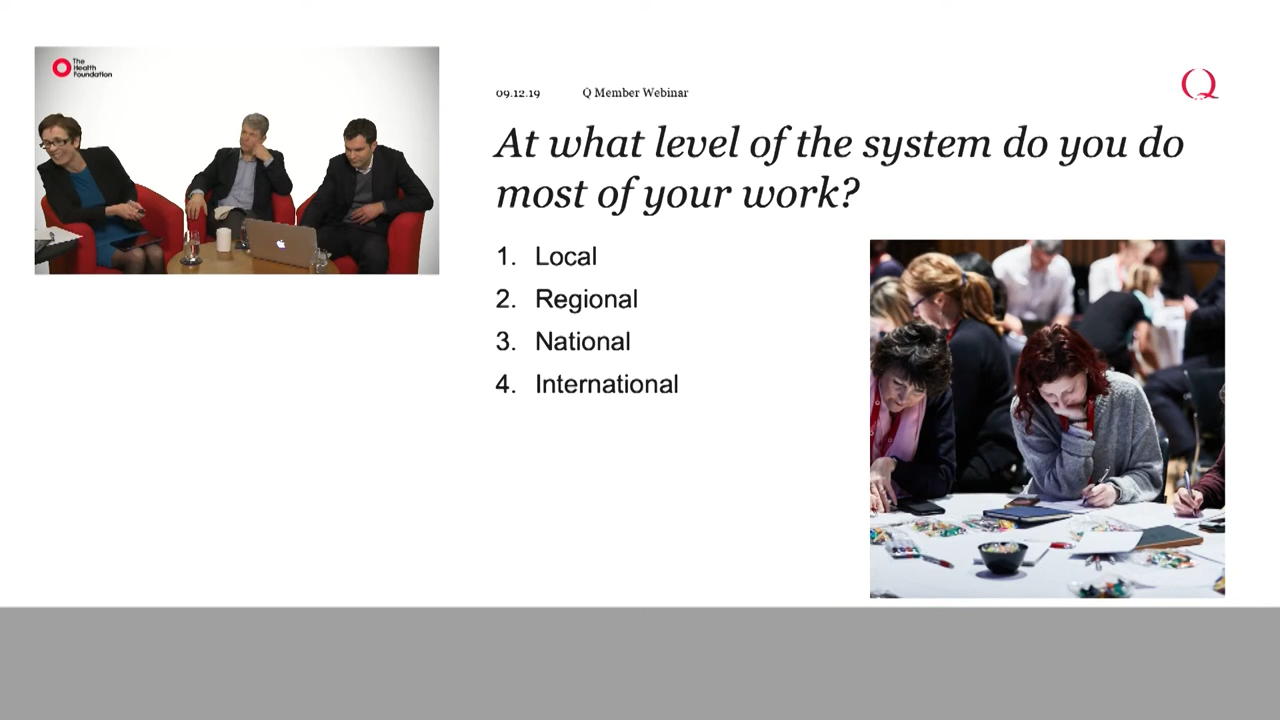 The
Health
Foundation
09.12.19 Q Member Webinar
Q
At what level of the system do you do
most of your work?
1. Local
2. Regional
3. National
4. International